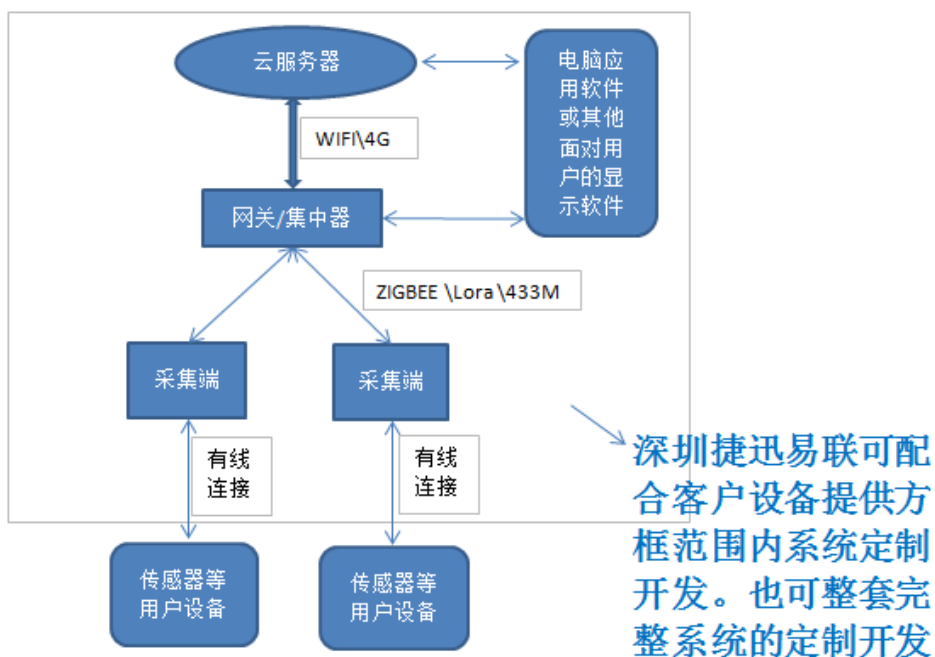 云服务器
电脑应
用软件
或其他
面对用
户的显
示软件
WIFI\4G
网关/集中器
ZIGBEE \Lora\433M
采集端
采集端
有线
连接
有线
连接
传感器等
用户设备
传感器等
用户设备
深圳捷迅易联可配
合客户设备提供方
框范围内系统定制
开发。也可整套完
整系统的定制开发